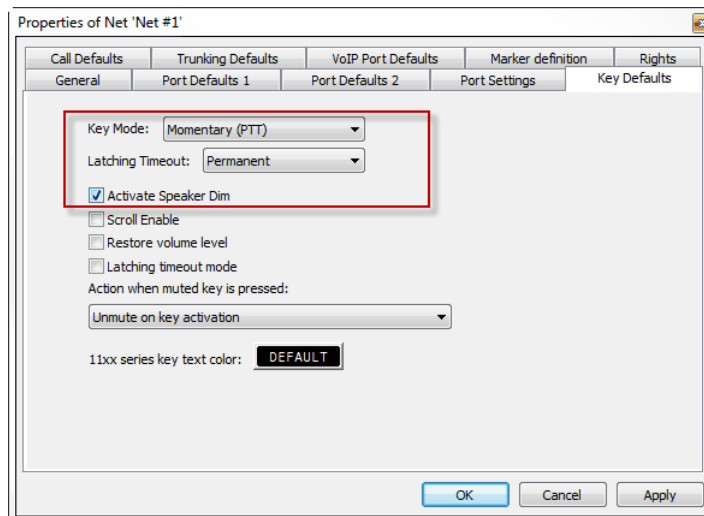 Properties of Net 'Net #1'
Call Defaults Trunking Defaults VoIP Port Defaults Marker definition Rights
General Port Defaults 1 Port Defaults 2 Port Settings Key Defaults
Key Mode: Momentary (PTT)
Latching Timeout: Permanent
Activate Speaker Dim
Scroll Enable
Restore volume level
Latching timeout mode
Action when muted key is pressed:
Unmute on key activation
11xx series key text color: DEFAULT
OK Cancel Apply